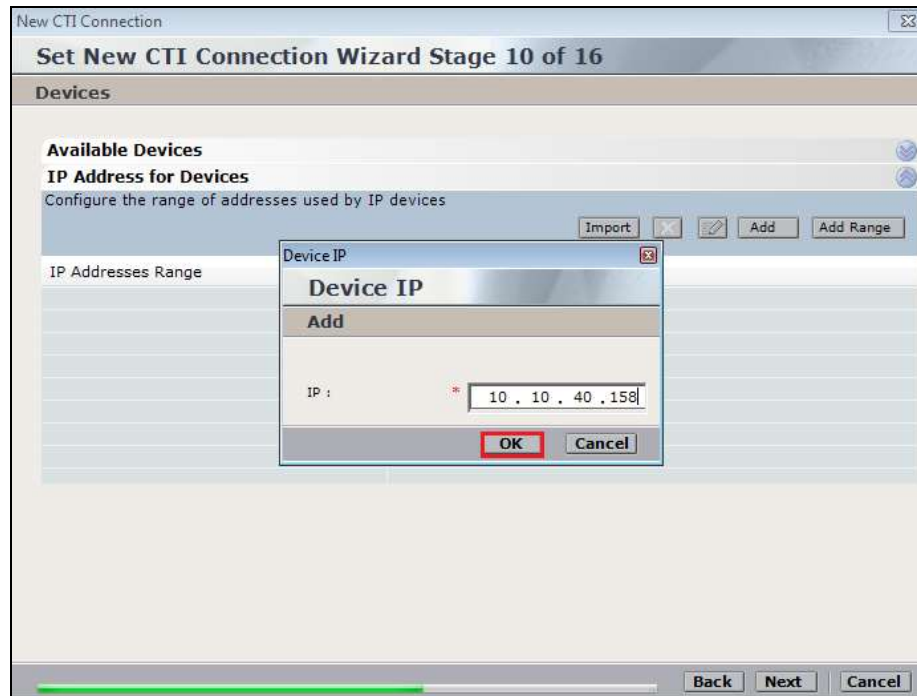 New CTI Connection
Set New CTI Connection Wizard Stage 10 of 16
Devices
Available Devices
IP Address for Devices
Configure the range of addresses used by IP devices
Import Add Add Range
IP Addresses Range
Device IP
Device IP
Add
IP : * 10 . 10 . 40 .158
OK Cancel
Back Next Cancel